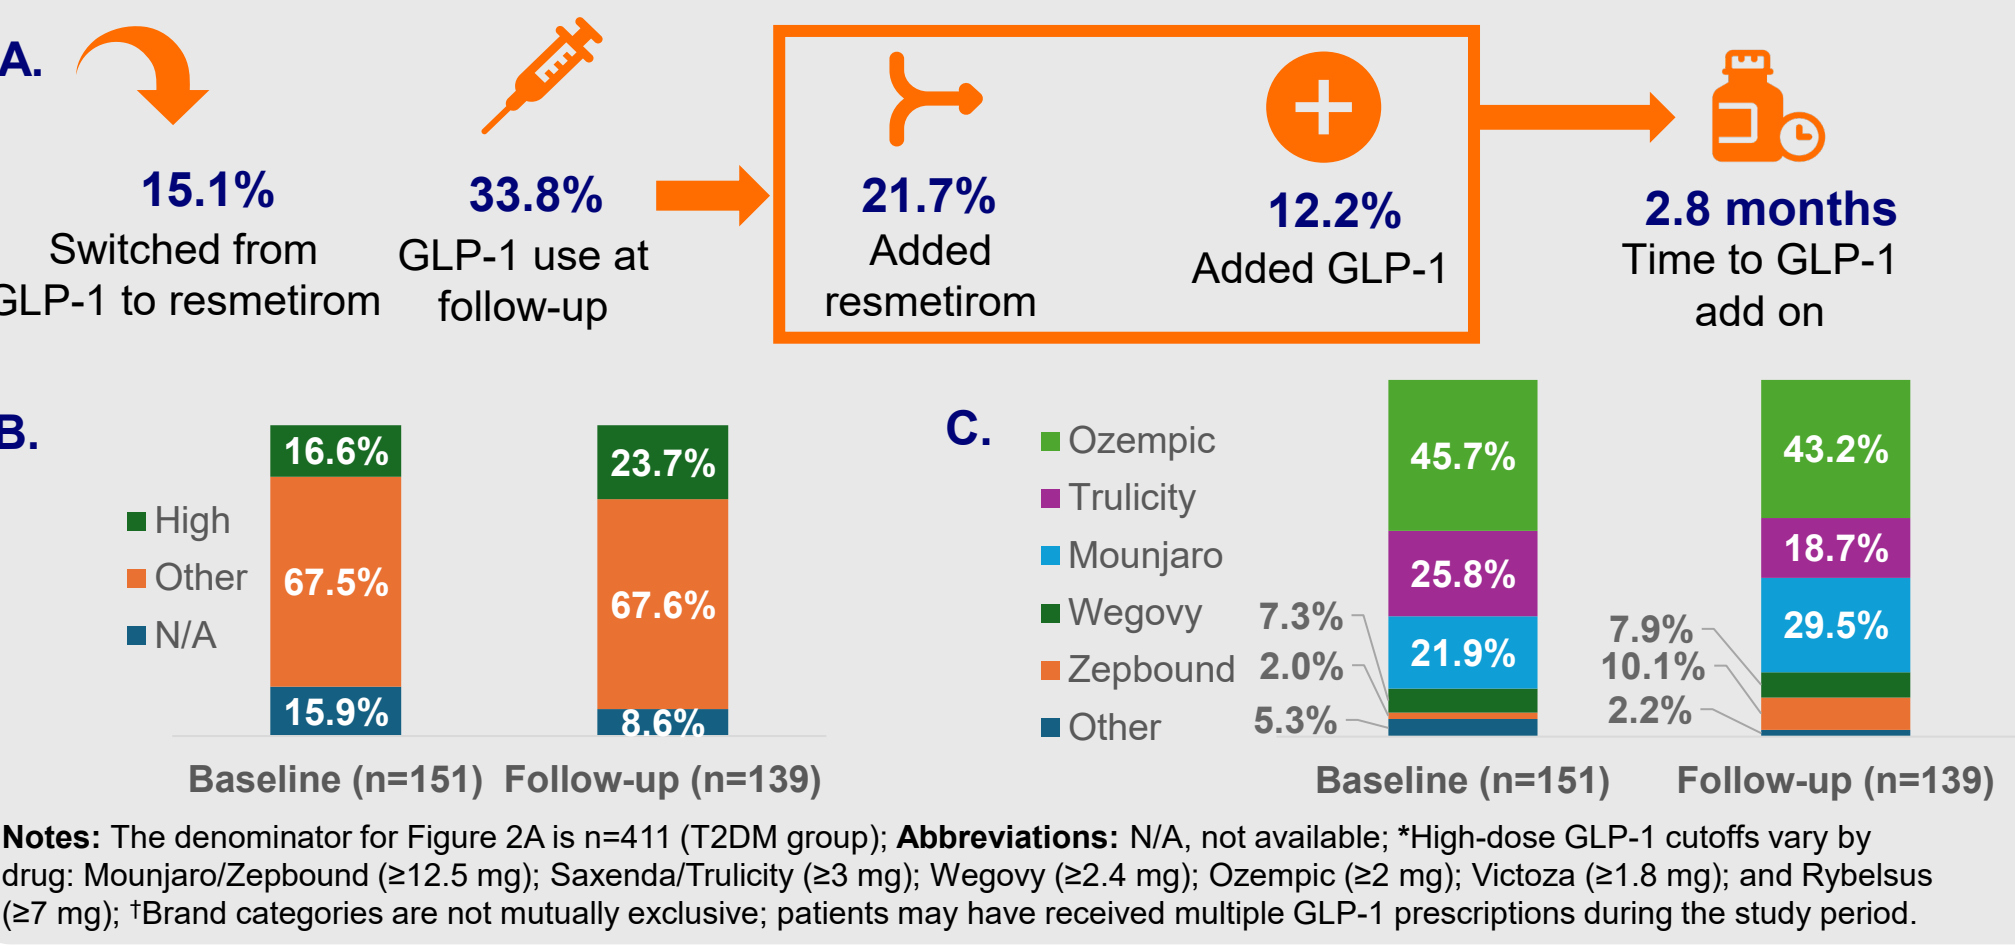 A.
15.1%
Switched from
GLP-1 to resmetirom
33.8%
GLP-1 use at
follow-up
21.7%
Added
resmetirom
12.2%
Added GLP-1
2.8 months
Time to GLP-1
add on
B.
High
Other
N/A
16.6%
67.5%
15.9%
23.7%
67.6%
8.6%
Baseline (n=151)
Follow-up (n=139)
C.
Ozempic
Trulicity
Mounjaro
Wegovy
Zepbound
Other
45.7%
25.8%
21.9%
7.3%
2.0%
5.3%
43.2%
18.7%
29.5%
7.9%
10.1%
2.2%
Baseline (n=151)
Follow-up (n=139)
Notes: The denominator for Figure 2A is n=411 (T2DM group); Abbreviations: N/A, not available; *High-dose GLP-1 cutoffs vary by
drug: Mounjaro/Zepbound (≥12.5 mg); Saxenda/Trulicity (≥3 mg); Wegovy (≥2.4 mg); Ozempic (≥2 mg); Victoza (≥1.8 mg); and Rybelsus
(≥7 mg); †Brand categories are not mutually exclusive; patients may have received multiple GLP-1 prescriptions during the study period.